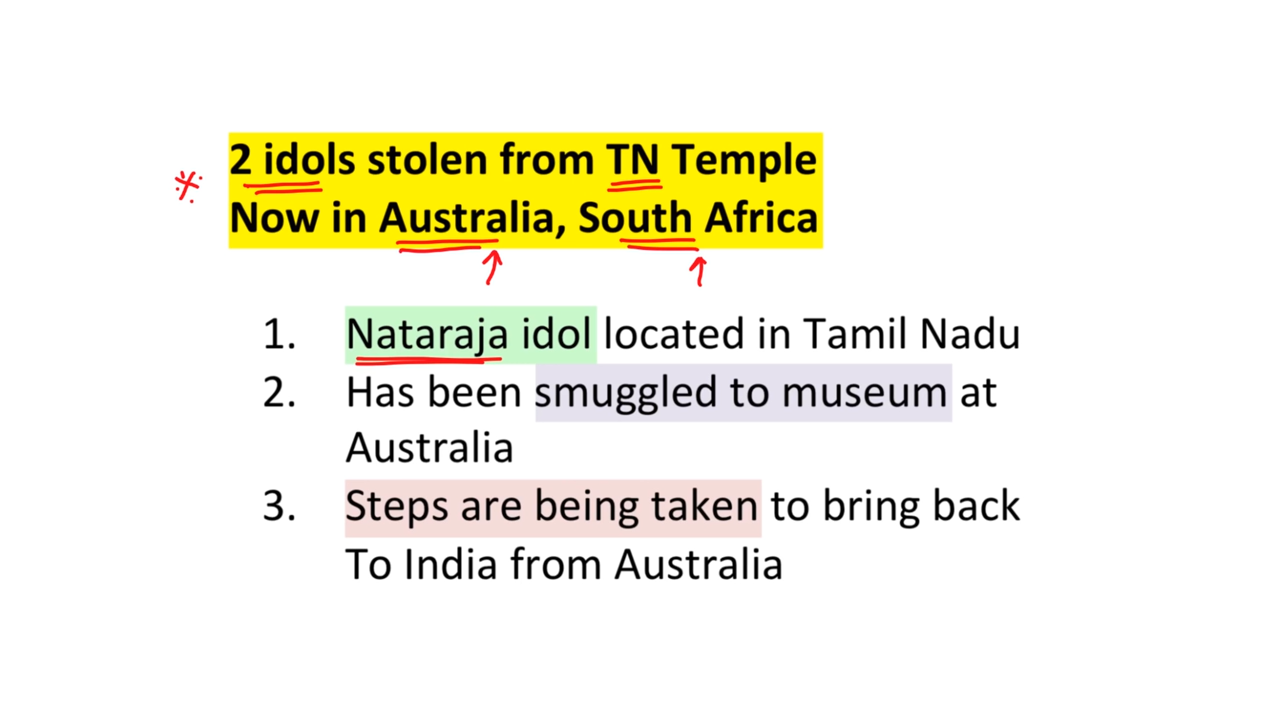 2 idols stolen from TN Temple
Now in Australia, South Africa
1. Nataraja idol located in Tamil Nadu
2. Has been smuggled to museum at
Australia
3. Steps are being taken to bring back
To India from Australia